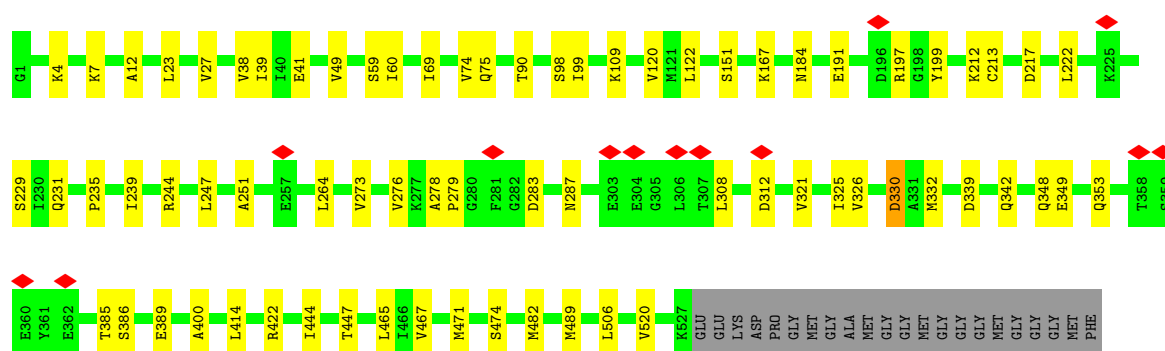 G1 K4 K7 A12 L23 V27 V38 I39 I40 E41 V49 S59 I60 I69 V74 Q75 T90 S98 I99 K109 V120 M121 L122 S151 K167 N184 E191 D196 R197 G198 Y199 K212 C213 D217 L222 K225
S229 I230 Q231 P235 I239 R244 L247 A251 E257 L264 V273 V276 K277 A278 P279 G280 F281 G282 D283 N287 E303 E304 G305 L306 T307 L308 D312 V321 I325 V326 D330 A331 M332 D339 Q342 Q348 E349 Q353 T358
E360 Y361 E362 T385 S386 E389 A400 L414 R422 I444 T447 L465 I466 V467 M471 S474 M482 M489 L506 V520 K527 GLU GLU LYS ASP PRO GLY MET GLY ALA MET GLY GLY MET GLY GLY GLY MET GLY GLY GLY MET PHE